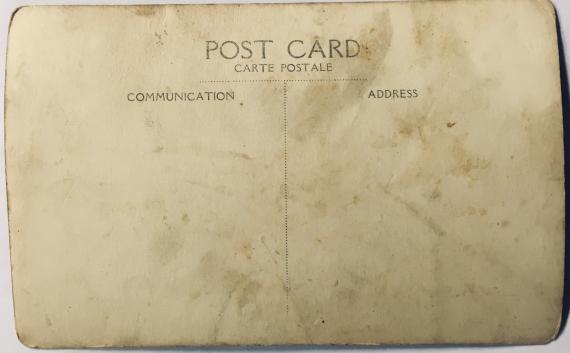 POST CARD
CARTE POSTALE
COMMUNICATION
ADDRESS